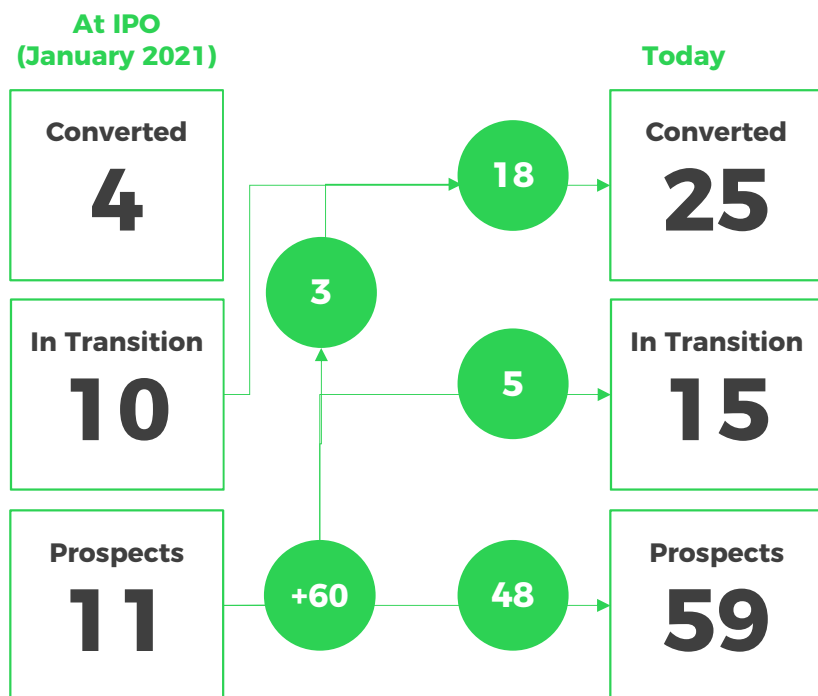 At IPO
(January 2021)
Today
Converted
4
18
Converted
25
3
In Transition
10
5
In Transition
15
Prospects
11
+60
48
Prospects
59